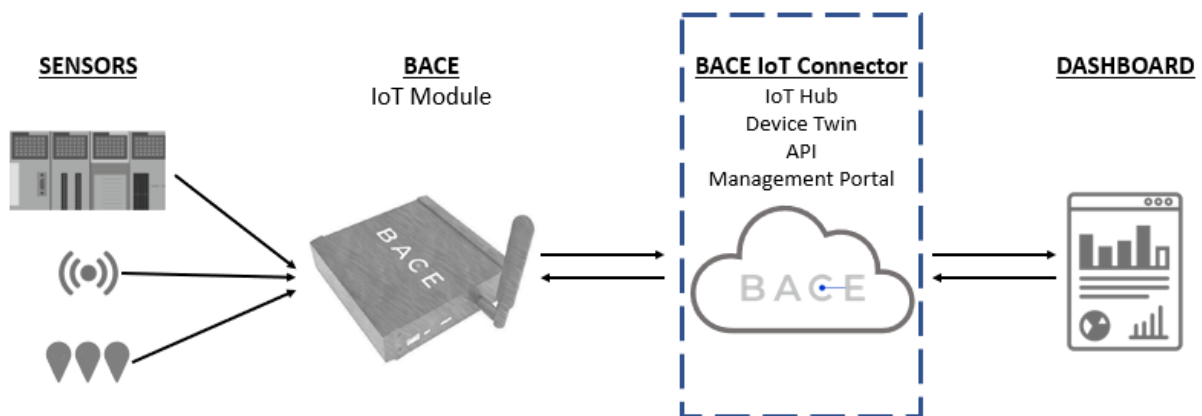 SENSORS
BACE
IoT Module
BACE IoT Connector
IoT Hub
Device Twin
API
Management Portal
DASHBOARD
BACE
BACE